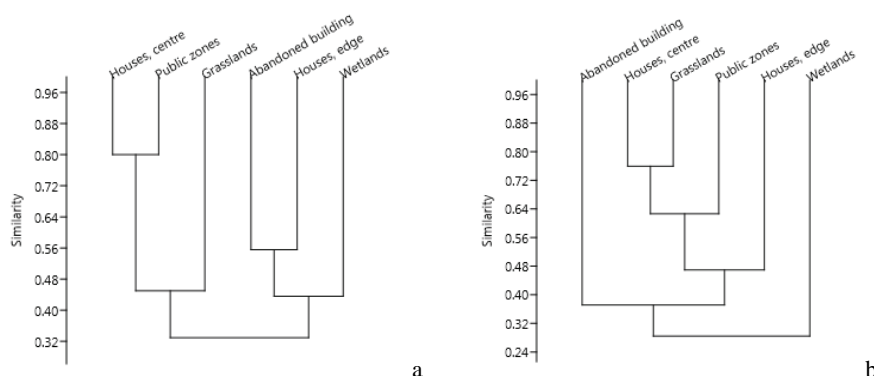 Houses, centre
Public zones
Grasslands
Abandoned building
Houses, edge
Wetlands
0.96
0.88
0.80
0.72
0.64
0.56
0.48
0.40
0.32
Similarity
a
Abandoned building
Houses, centre
Grasslands
Public zones
Houses, edge
Wetlands
0.96
0.88
0.80
0.72
0.64
0.56
0.48
0.40
0.32
0.24
Similarity
b